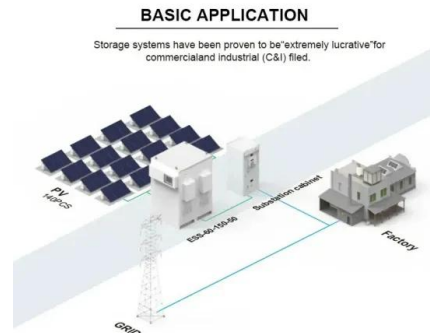 BASIC APPLICATION
Storage systems have been proven to be"extremely lucrative"for
commercialand industrial (C&I) filed.
PV
140PCS
ESS-60-150-50
Substation cabinet
Factory
GRID